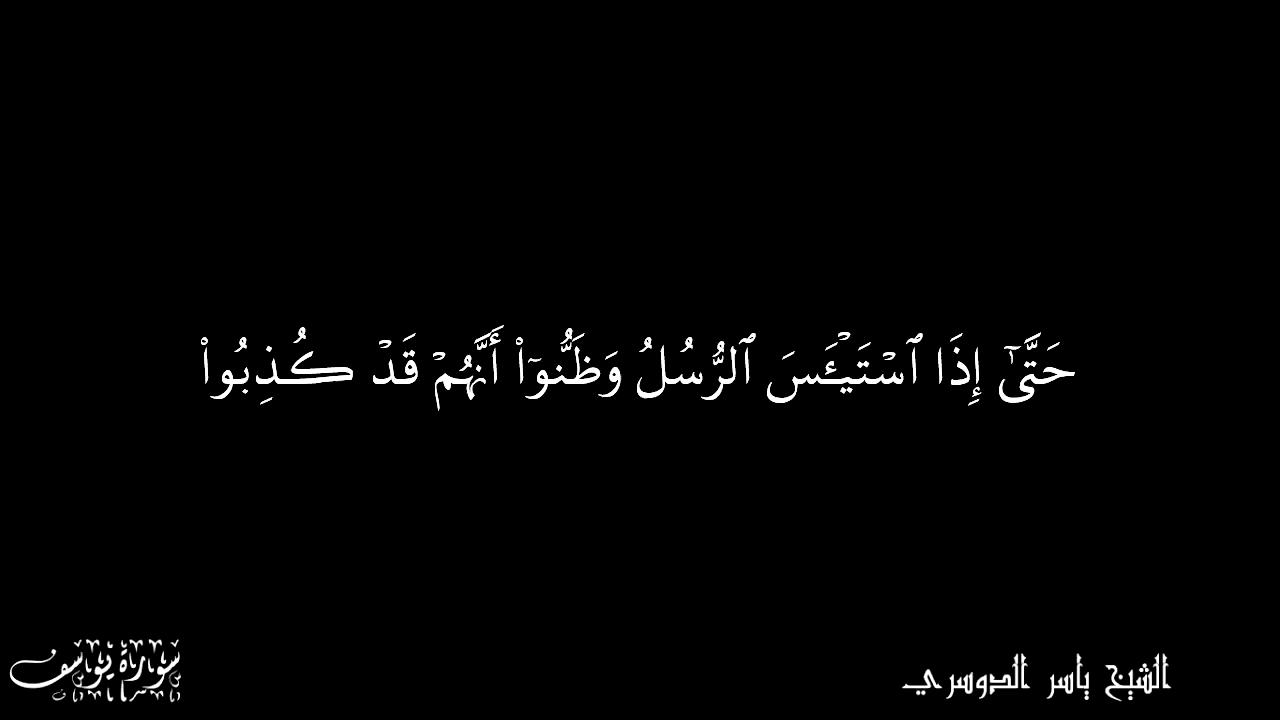 حَتَّىٰٓ إِذَا ٱسْتَيْـَٔسَ ٱلرُّسُلُ وَظَنُّوٓا۟ أَنَّهُمْ قَدْ كُذِبُوا۟
سورة يوسف
الشيخ ياسر الدوسري